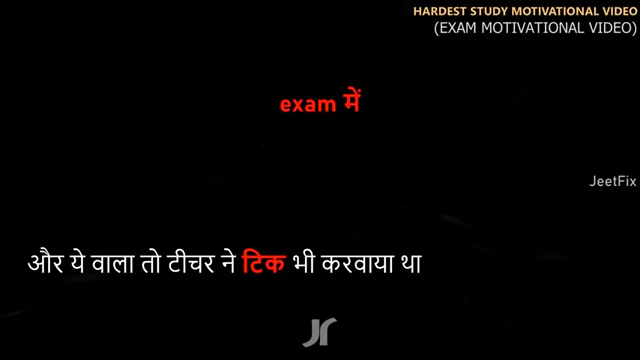 HARDEST STUDY MOTIVATIONAL VIDEO
(EXAM MOTIVATIONAL VIDEO)
exam में
JeetFix
और ये वाला तो टीचर ने टिक भी करवाया था